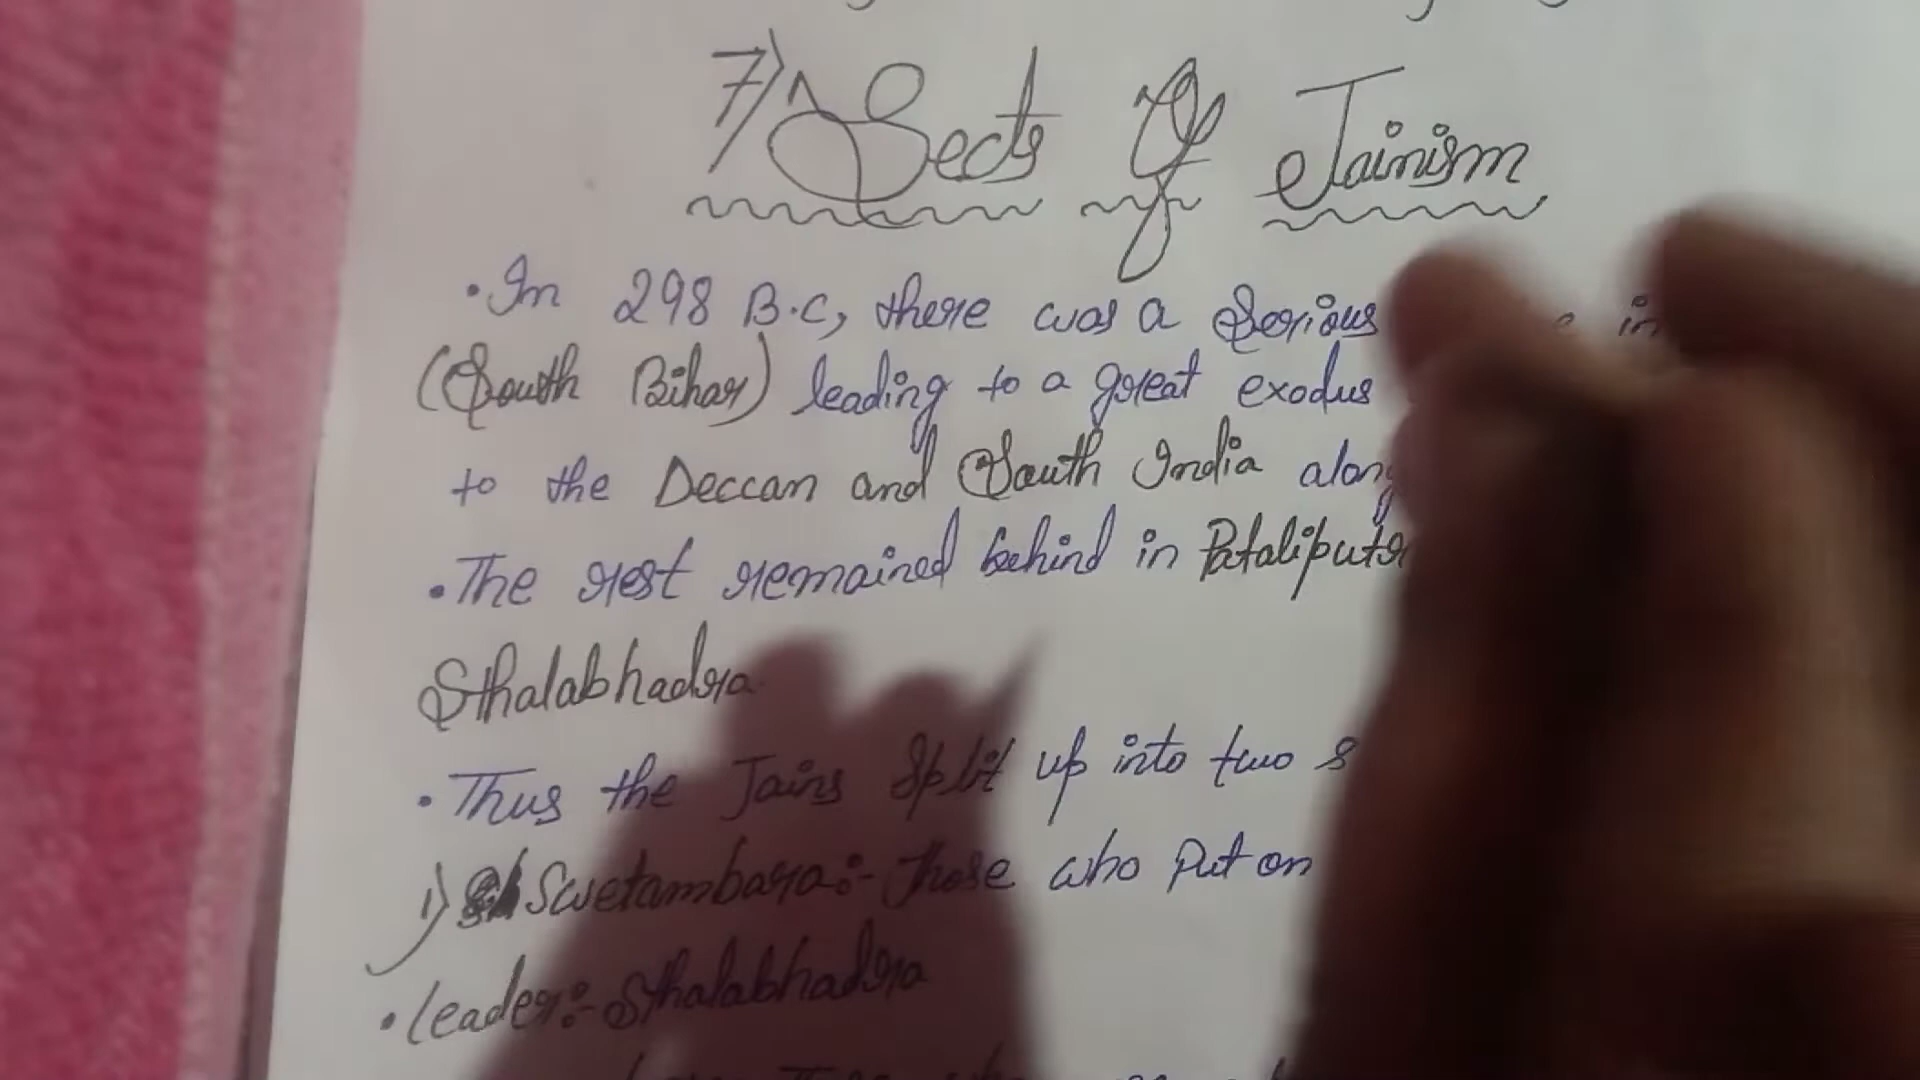 7) Sects Of Jainism
• In 298 B.C, there was a Serious in
(South Bihar) leading to a great exodus
to the Deccan and South India along
• The rest remained behind in
Sthalabhadra
• Thus the Jains Split up into two
1) Swetambara:- Those who Put on
• Leader:- Sthalabhadra